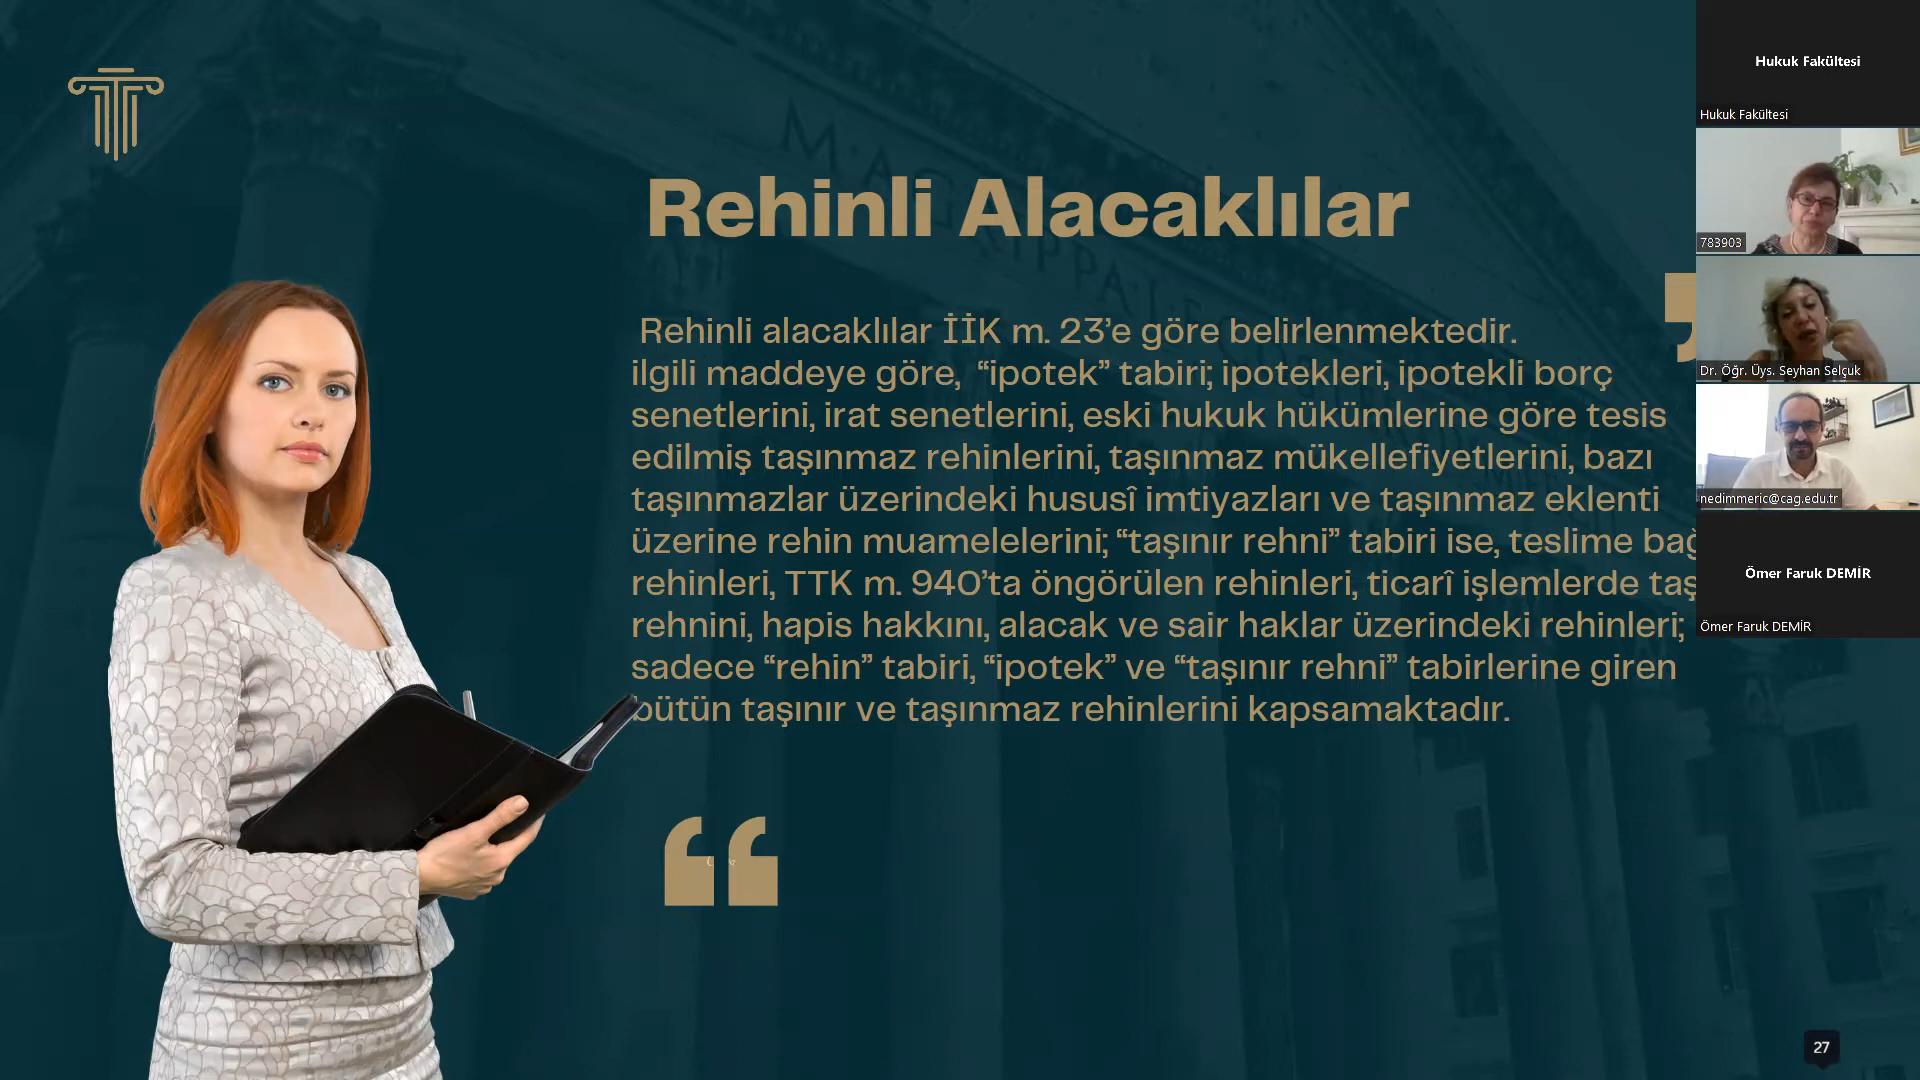 Rehinli Alacaklılar
Rehinli alacaklılar İİK m. 23’e göre belirlenmektedir.
ilgili maddeye göre, “ipotek” tabiri; ipotekleri, ipotekli borç
senetlerini, irat senetlerini, eski hukuk hükümlerine göre tesis
edilmiş taşınmaz rehinlerini, taşınmaz mükellefiyetlerini, bazı
taşınmazlar üzerindeki hususî imtiyazları ve taşınmaz eklenti
üzerine rehin muamelelerini; “taşınır rehni” tabiri ise, teslime
rehinleri, TTK m. 940’ta öngörülen rehinleri, ticarî işlemlerde
rehnini, hapis hakkını, alacak ve sair haklar üzerindeki rehinleri;
sadece “rehin” tabiri, “ipotek” ve “taşınır rehni” tabirlerine giren
bütün taşınır ve taşınmaz rehinlerini kapsamaktadır.
Hukuk Fakültesi
Hukuk Fakültesi
783903
Dr. Öğr. Üys. Seyhan Selçuk
nedimmeric@cag.edu.tr
Ömer Faruk DEMİR
Ömer Faruk DEMİR
27